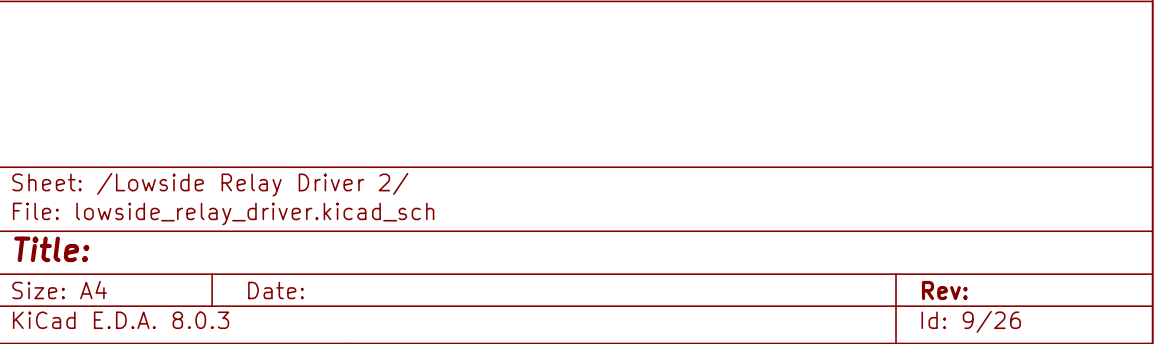 Sheet: /Lowside Relay Driver 2/
File: lowside_relay_driver.kicad_sch
Title:
Size: A4 Date: Rev:
KiCad E.D.A. 8.0.3 Id: 9/26